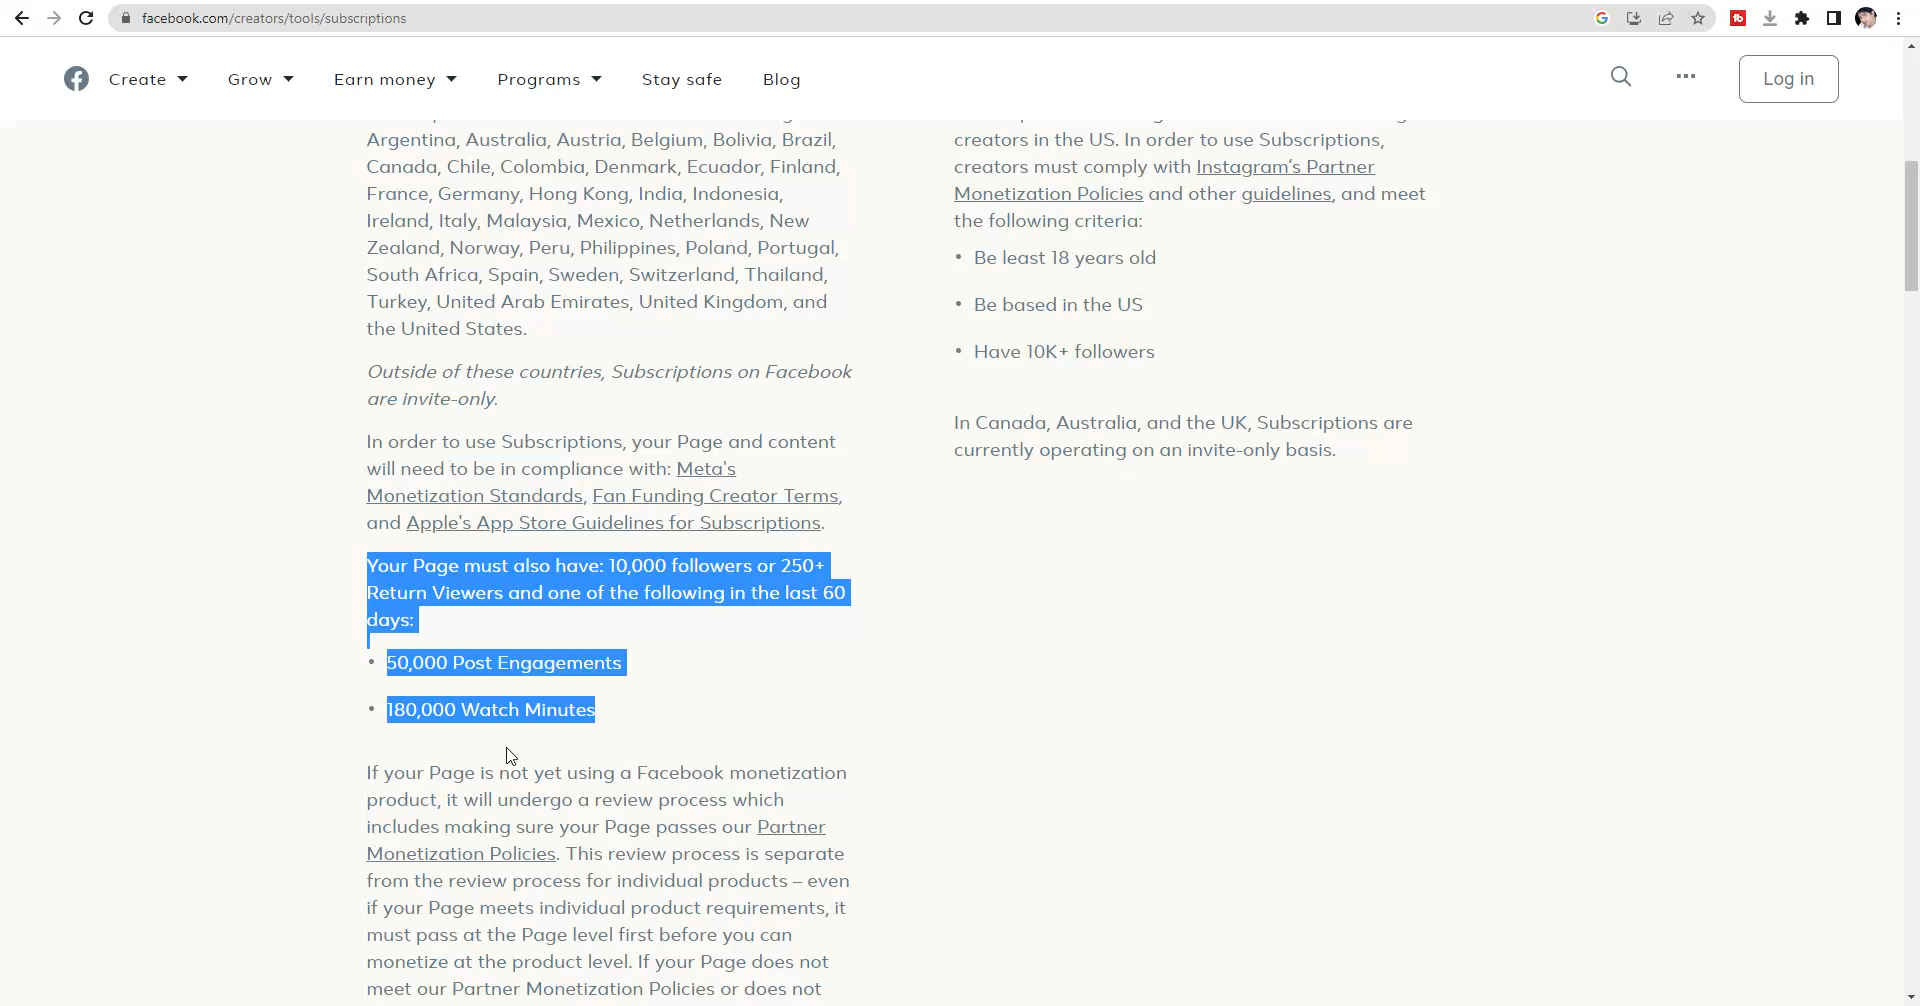 facebook.com/creators/tools/subscriptions
Create
Grow
Earn money
Programs
Stay safe
Blog
Log in
Argentina, Australia, Austria, Belgium, Bolivia, Brazil,
Canada, Chile, Colombia, Denmark, Ecuador, Finland,
France, Germany, Hong Kong, India, Indonesia,
Ireland, Italy, Malaysia, Mexico, Netherlands, New
Zealand, Norway, Peru, Philippines, Poland, Portugal,
South Africa, Spain, Sweden, Switzerland, Thailand,
Turkey, United Arab Emirates, United Kingdom, and
the United States.
Outside of these countries, Subscriptions on Facebook
are invite-only.
In order to use Subscriptions, your Page and content
will need to be in compliance with: Meta's
Monetization Standards, Fan Funding Creator Terms,
and Apple's App Store Guidelines for Subscriptions.
Your Page must also have: 10,000 followers or 250+
Return Viewers and one of the following in the last 60
days:
• 50,000 Post Engagements
• 180,000 Watch Minutes
If your Page is not yet using a Facebook monetization
product, it will undergo a review process which
includes making sure your Page passes our Partner
Monetization Policies. This review process is separate
from the review process for individual products – even
if your Page meets individual product requirements, it
must pass at the Page level first before you can
monetize at the product level. If your Page does not
meet our Partner Monetization Policies or does not
creators in the US. In order to use Subscriptions,
creators must comply with Instagram's Partner
Monetization Policies and other guidelines, and meet
the following criteria:
• Be least 18 years old
• Be based in the US
• Have 10K+ followers
In Canada, Australia, and the UK, Subscriptions are
currently operating on an invite-only basis.